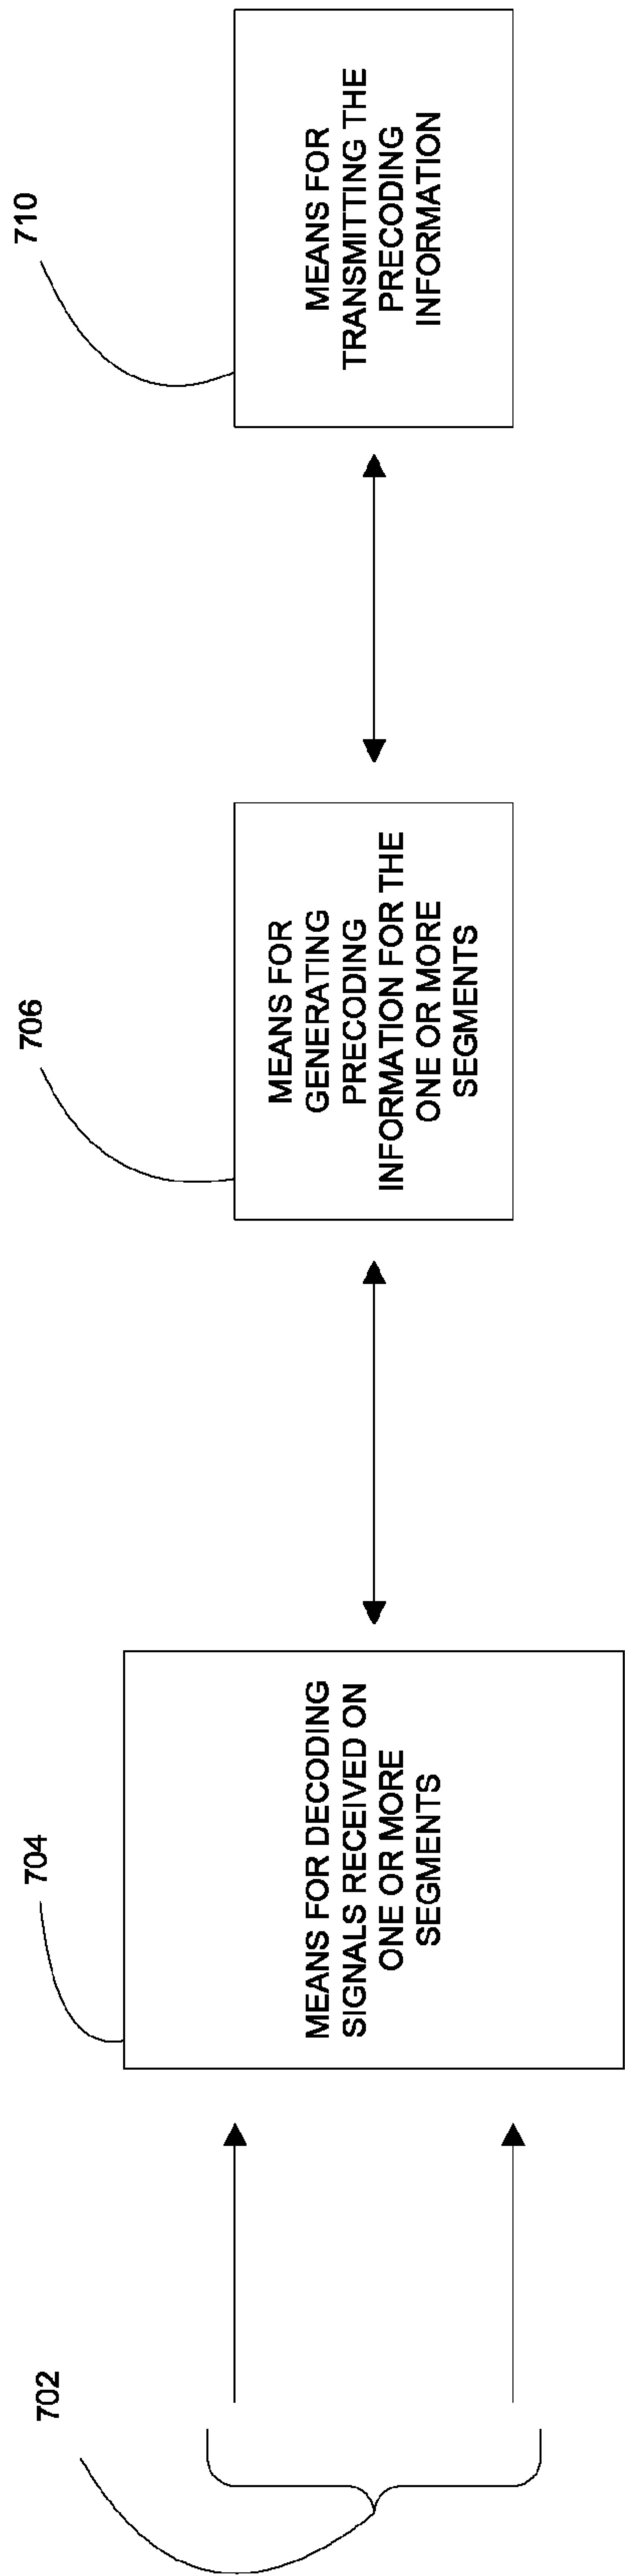 702
704
MEANS FOR DECODING
SIGNALS RECEIVED ON
ONE OR MORE
SEGMENTS
706
MEANS FOR
GENERATING
PRECODING
INFORMATION FOR THE
ONE OR MORE
SEGMENTS
710
MEANS FOR
TRANSMITTING THE
PRECODING
INFORMATION